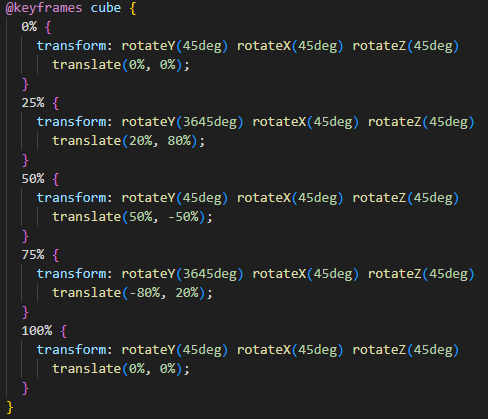 @keyframes cube {
  0% {
    transform: rotateY(45deg) rotateX(45deg) rotateZ(45deg)
      translate(0%, 0%);
  }
  25% {
    transform: rotateY(3645deg) rotateX(45deg) rotateZ(45deg)
      translate(20%, 80%);
  }
  50% {
    transform: rotateY(45deg) rotateX(45deg) rotateZ(45deg)
      translate(50%, -50%);
  }
  75% {
    transform: rotateY(3645deg) rotateX(45deg) rotateZ(45deg)
      translate(-80%, 20%);
  }
  100% {
    transform: rotateY(45deg) rotateX(45deg) rotateZ(45deg)
      translate(0%, 0%);
  }
}